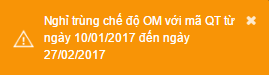 Nghỉ trùng chế độ OM với mã QT từ
ngày 10/01/2017 đến ngày
27/02/2017